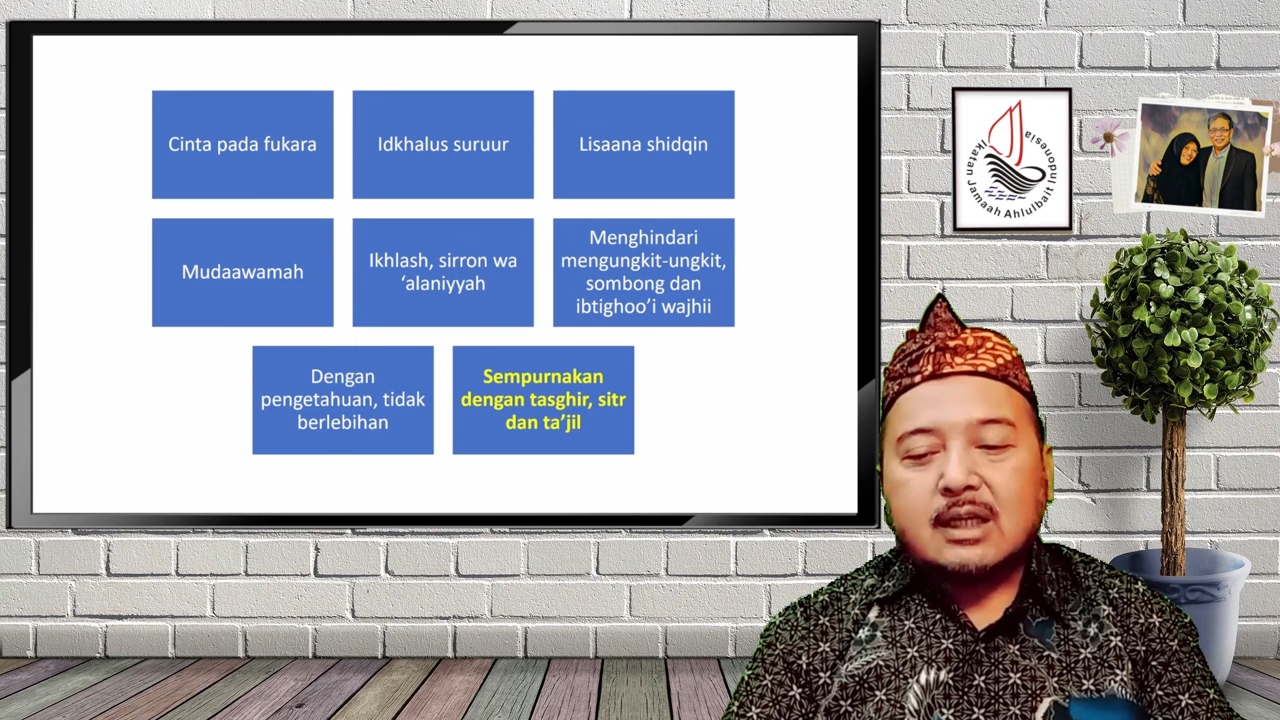 Cinta pada fukara
Idkhalus suruur
Lisaana shidqin
Mudaawamah
Ikhlash, sirron wa
‘alaniyyah
Menghindari
mengungkit-ungkit,
sombong dan
ibtighoo’i wajhii
Dengan
pengetahuan, tidak
berlebihan
Sempurnakan
dengan tasghir, sitr
dan ta’jil
Ikatan Jamaah Ahlulbait Indonesia